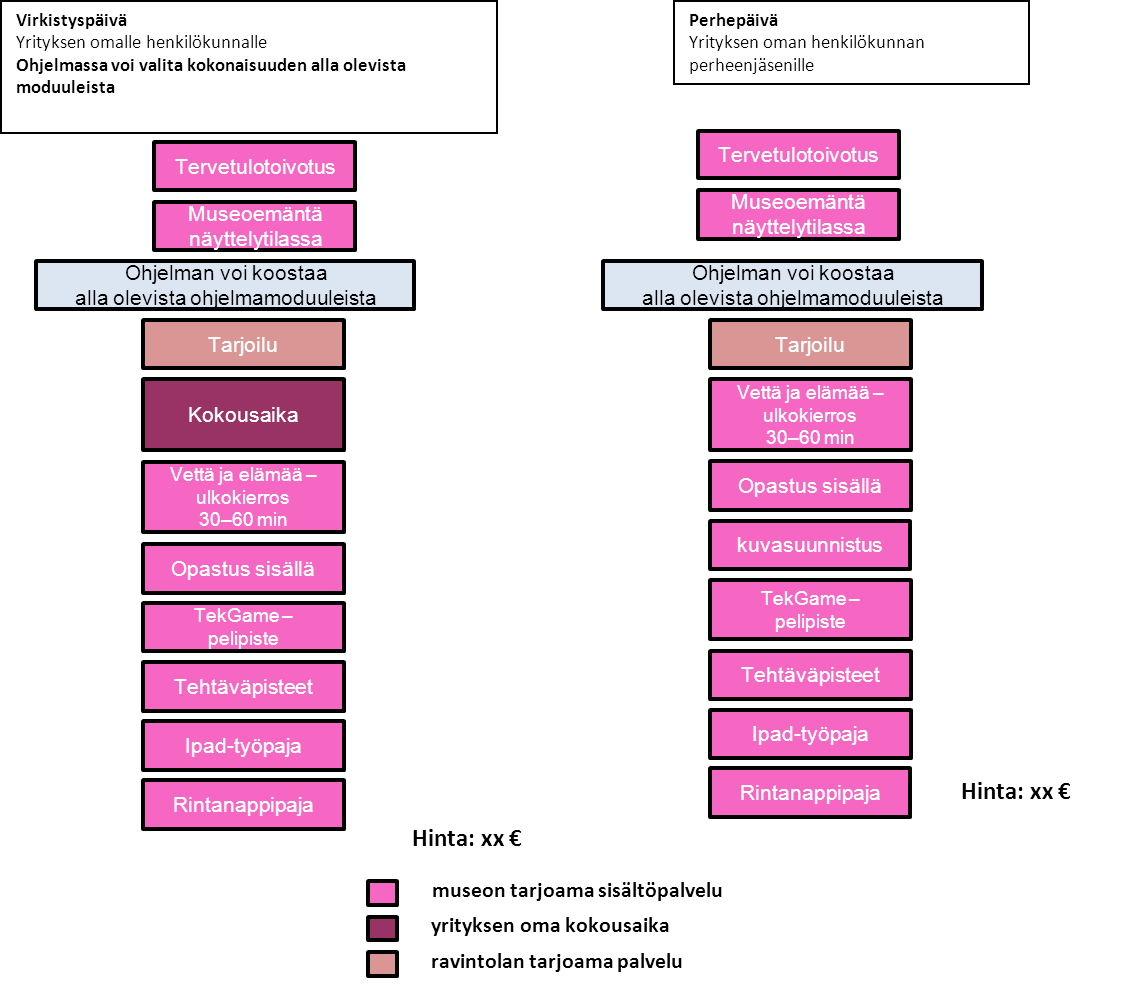 Virkistyspäivä
Yrityksen omalle henkilökunnalle
Ohjelmassa voi valita kokonaisuuden alla olevista
moduuleista
Tervetulotoivotus
Museoemäntä
näyttelytilassa
Ohjelman voi koostaa
alla olevista ohjelmamoduuleista
Tarjoilu
Kokousaika
Vettä ja elämää –
ulkokierros
30–60 min
Opastus sisällä
TekGame –
pelipiste
Tehtäväpisteet
Ipad-työpaja
Rintanappipaja
Hinta: xx €
Perhepäivä
Yrityksen oman henkilökunnan
perheenjäsenille
Tervetulotoivotus
Museoemäntä
näyttelytilassa
Ohjelman voi koostaa
alla olevista ohjelmamoduuleista
Tarjoilu
Vettä ja elämää –
ulkokierros
30–60 min
Opastus sisällä
kuvasuunnistus
TekGame –
pelipiste
Tehtäväpisteet
Ipad-työpaja
Rintanappipaja
Hinta: xx €
museon tarjoama sisältöpalvelu
yrityksen oma kokousaika
ravintolan tarjoama palvelu